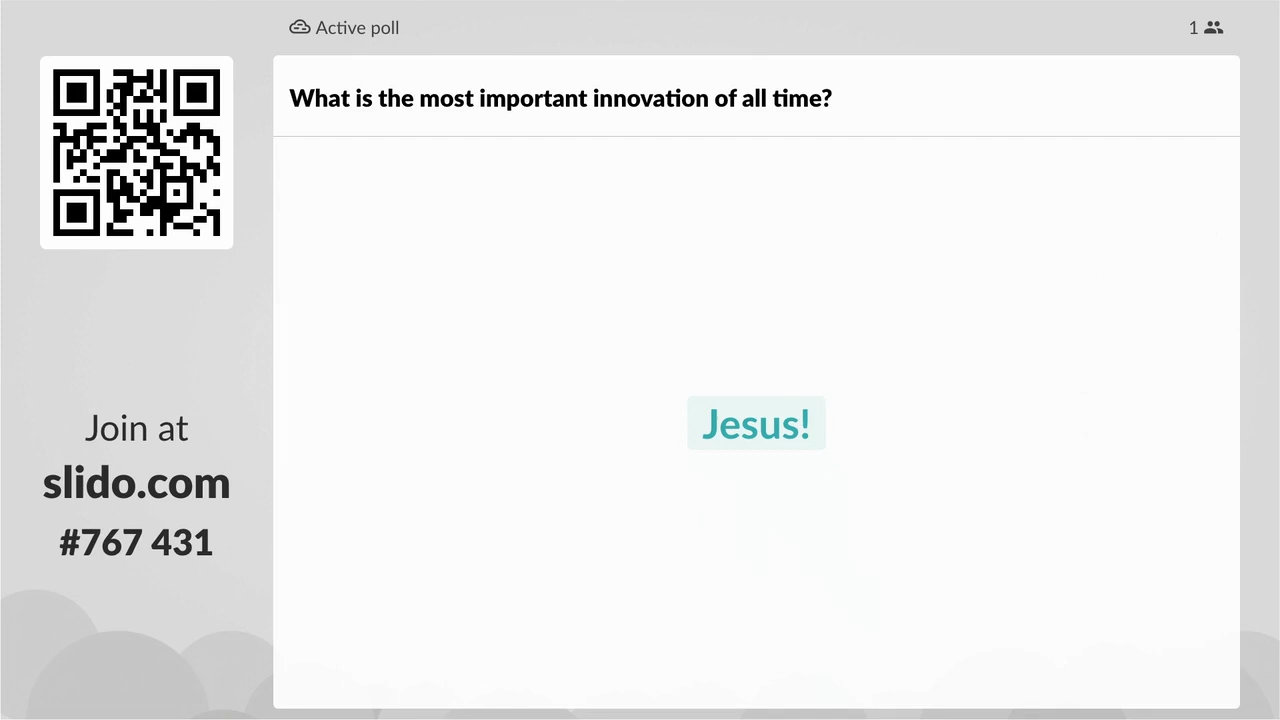 Active poll
1
What is the most important innovation of all time?
Jesus!
Join at
slido.com
#767 431